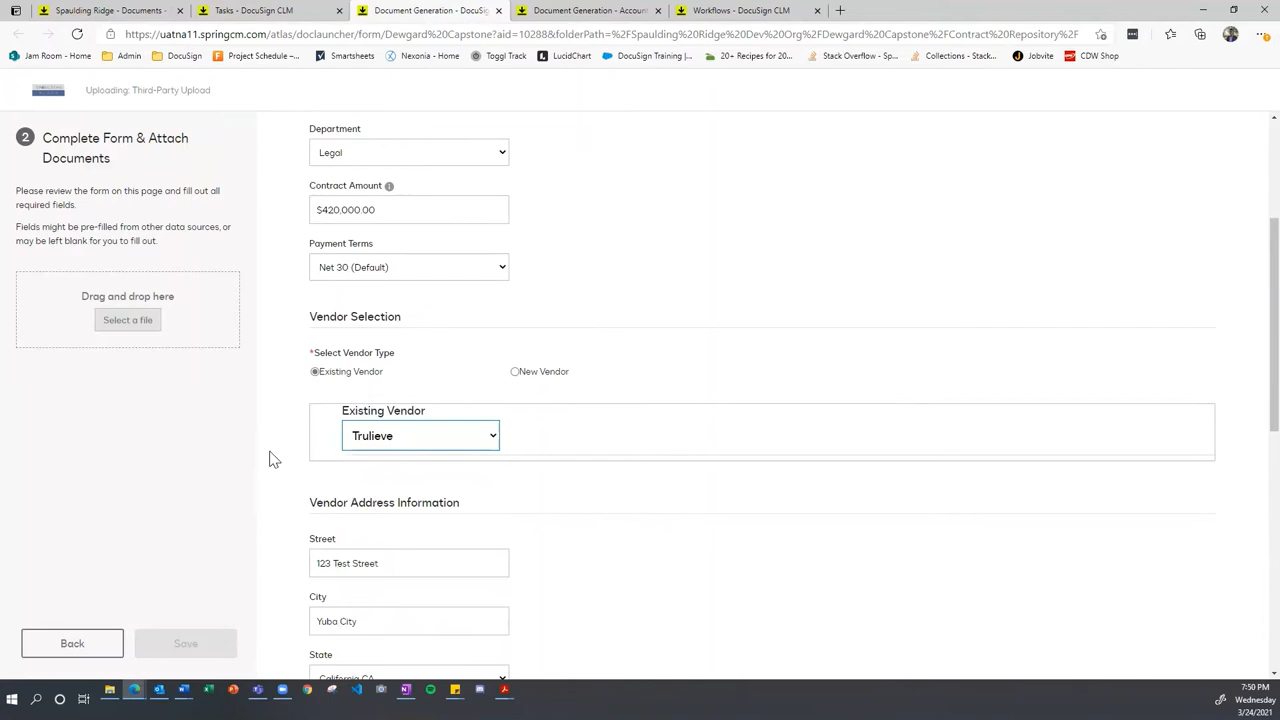 Spaulding Ridge - Documents -
Tasks - DocuSign CLM
Document Generation - DocuSig
Document Generation - Account
Workflows - DocuSign CLM
https://uatna11.springcm.com/atlas/doclauncher/form/Dewgard%20Capstone?aid=10288&folderPath=%2FSpaulding%20Ridge%20Dev%20Org%2FDewgard%20Capstone%2FContract%20Repository%2F
Jam Room - Home
Admin
DocuSign
Project Schedule -...
Smartsheets
Nexonia - Home
Toggl Track
LucidChart
DocuSign Training |...
20+ Recipes for 20...
Stack Overflow - Sp...
Collections - Stack...
Jobvite
CDW Shop
Uploading: Third-Party Upload
2
Complete Form & Attach
Documents
Please review the form on this page and fill out all
required fields.
Fields might be pre-filled from other data sources, or
may be left blank for you to fill out.
Drag and drop here
Select a file
Back
Save
Department
Legal
Contract Amount
$420,000.00
Payment Terms
Net 30 (Default)
Vendor Selection
*Select Vendor Type
Existing Vendor
New Vendor
Existing Vendor
Trulieve
Vendor Address Information
Street
123 Test Street
City
Yuba City
State
California CA
7:50 PM
Wednesday
3/24/2021